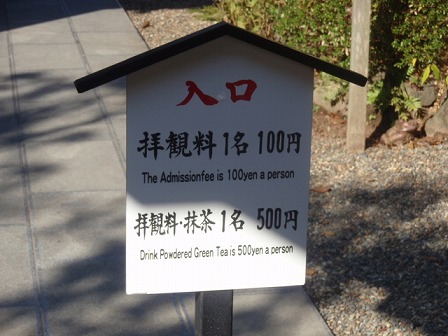 入口
拝観料1名 100円
The Admissionfee is 100yen a person
拝観料・抹茶1名 500円
Drink Powdered Green Tea is 500yen a person